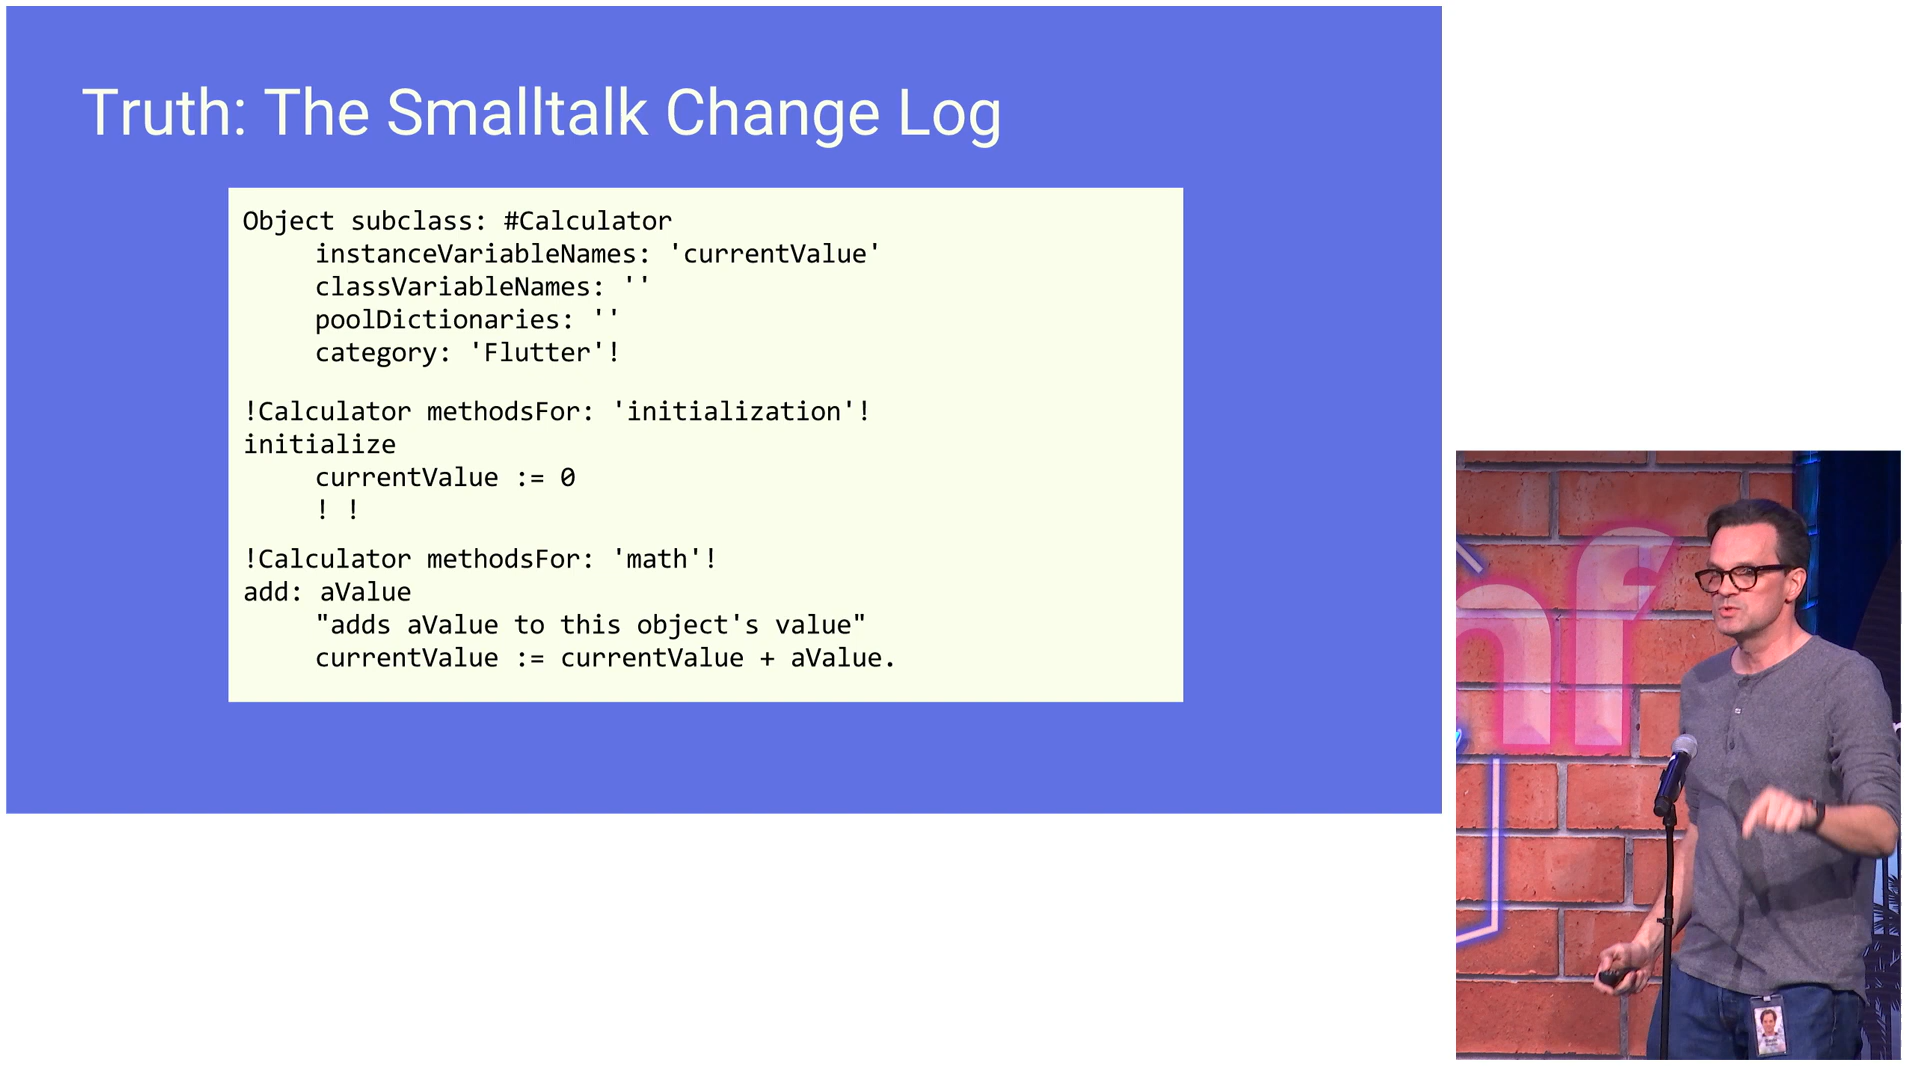 Truth: The Smalltalk Change Log
Object subclass: #Calculator
instanceVariableNames: 'currentValue'
classVariableNames: ''
poolDictionaries: ''
category: 'Flutter'!
!Calculator methodsFor: 'initialization'!
initialize
currentValue := 0
! !
!Calculator methodsFor: 'math'!
add: aValue
"adds aValue to this object's value"
currentValue := currentValue + aValue.
nf